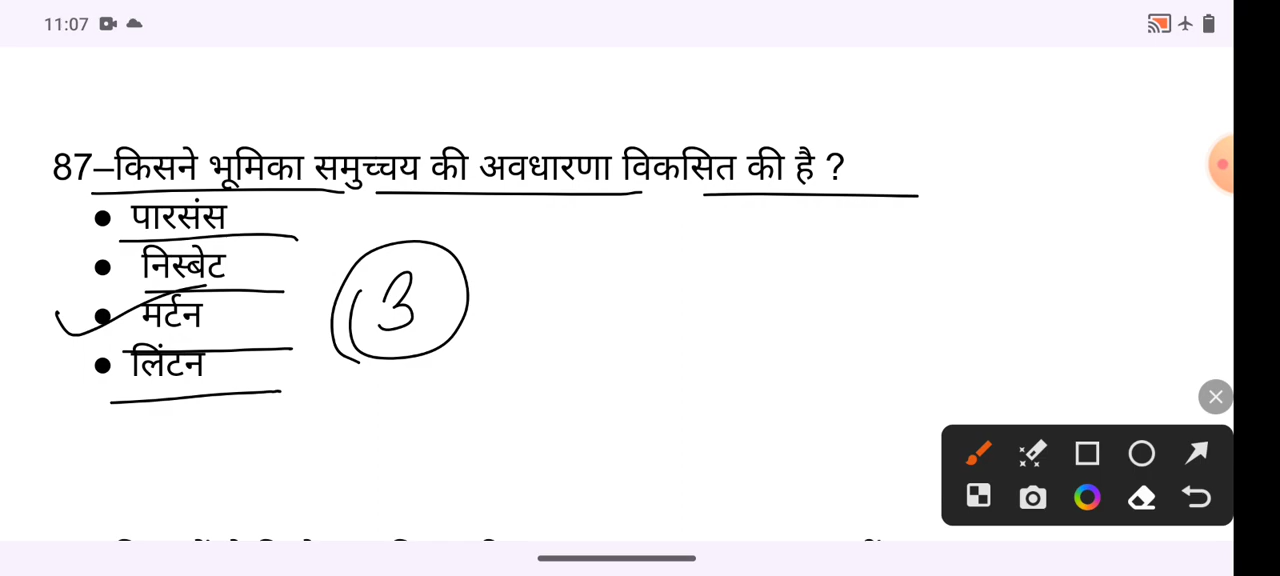 11:07
87–किसने भूमिका समुच्चय की अवधारणा विकसित की है ?
● पारसंस
● निस्बेट
● मर्टन
● लिंटन
3